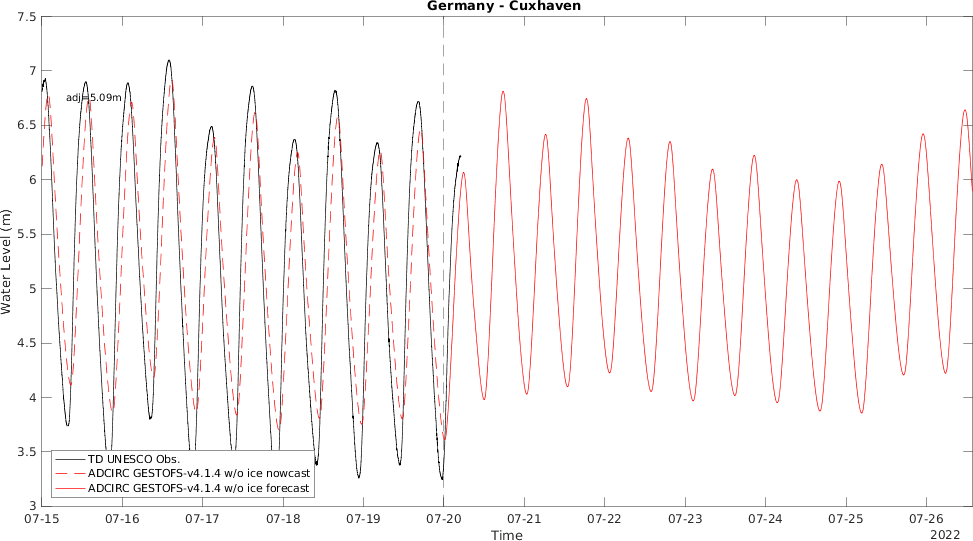 Germany - Cuxhaven
7.5
7
6.5
6
5.5
5
4.5
4
3.5
3
Water Level (m)
adj=5.09m
TD UNESCO Obs.
ADCIRC GESTOFS-v4.1.4 w/o ice nowcast
ADCIRC GESTOFS-v4.1.4 w/o ice forecast
07-15 07-16 07-17 07-18 07-19 07-20 07-21 07-22 07-23 07-24 07-25 07-26
2022
Time